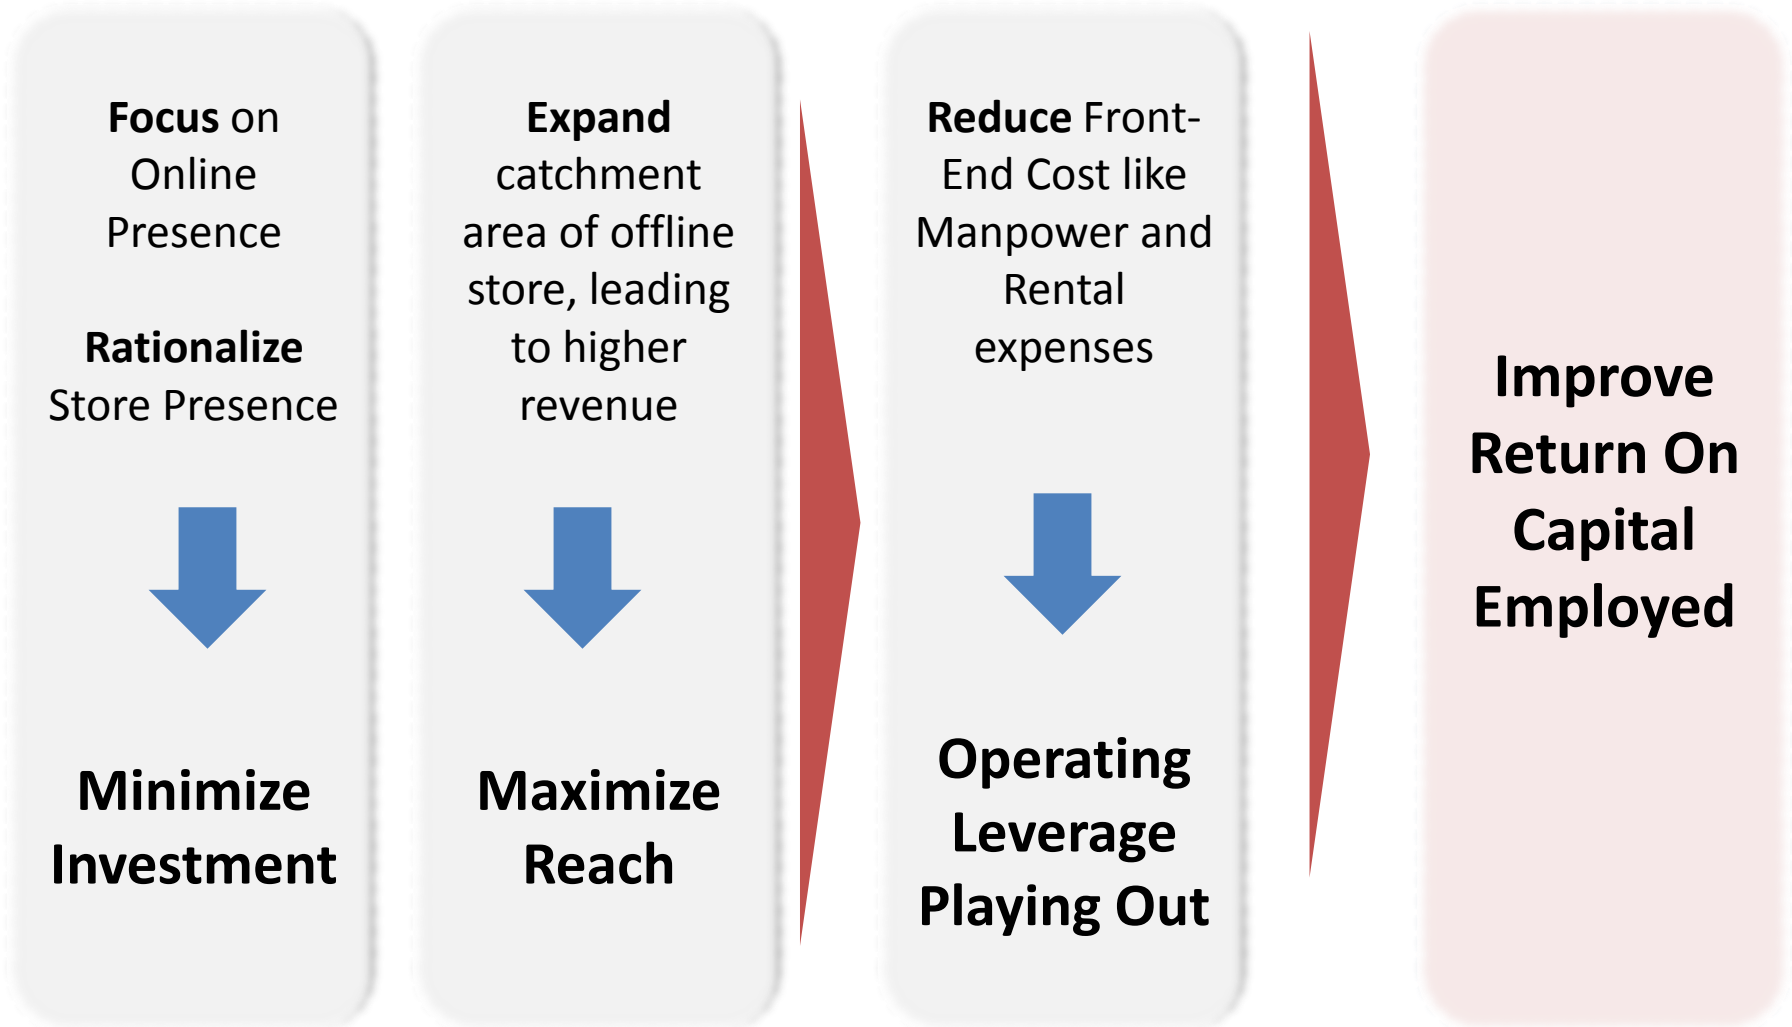 Focus on
Online
Presence
Rationalize
Store Presence
Minimize
Investment
Expand
catchment
area of offline
store, leading
to higher
revenue
Maximize
Reach
Reduce Front-
End Cost like
Manpower and
Rental
expenses
Operating
Leverage
Playing Out
Improve
Return On
Capital
Employed